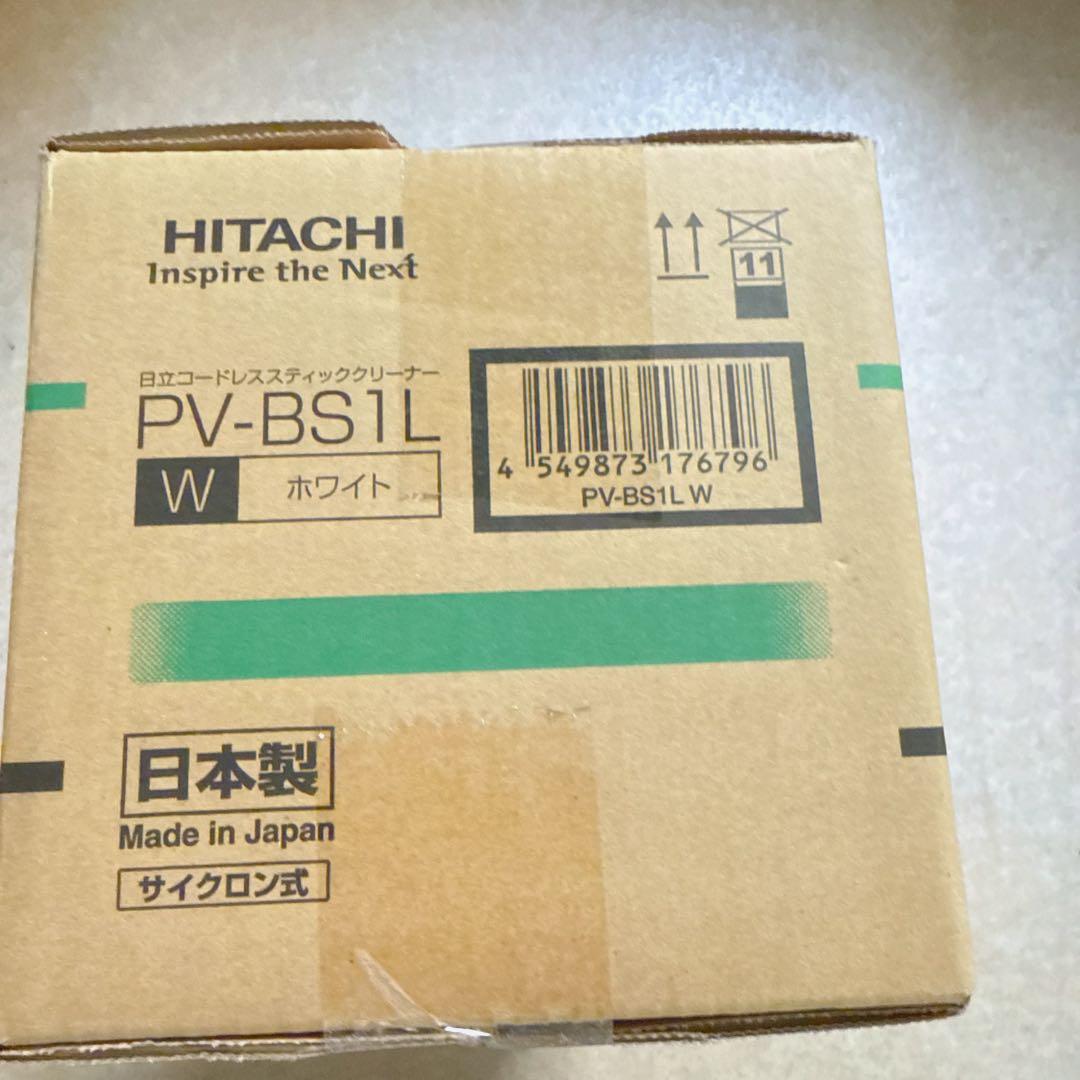 HITACHI
Inspire the Next
11
日立コードレススティッククリーナー
PV-BS1L
W ホワイト
4 549873 176796
PV-BS1L W
日本製
Made in Japan
サイクロン式